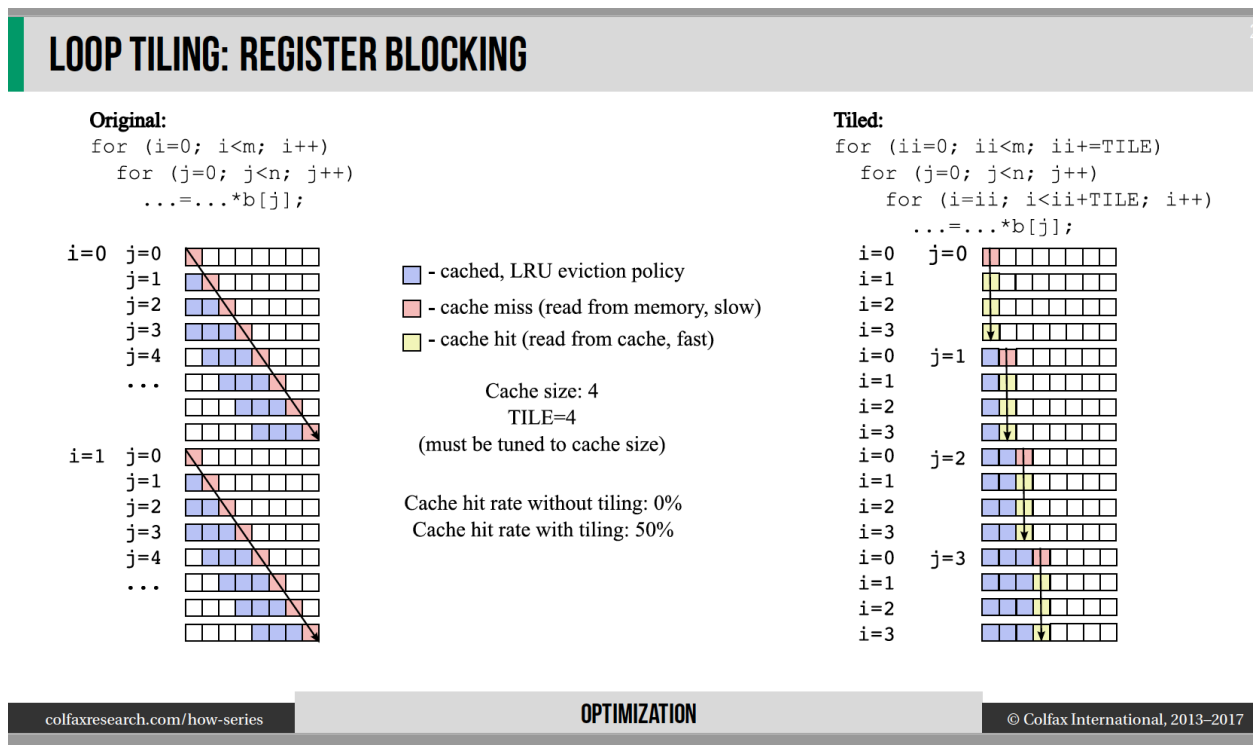 LOOP TILING: REGISTER BLOCKING
Original:
for (i=0; i<m; i++)
for (j=0; j<n; j++)
...=...*b[j];
i=0 j=0
j=1
j=2
j=3
j=4
...
i=1 j=0
j=1
j=2
j=3
j=4
...
- cached, LRU eviction policy
- cache miss (read from memory, slow)
- cache hit (read from cache, fast)
Cache size: 4
TILE=4
(must be tuned to cache size)
Cache hit rate without tiling: 0%
Cache hit rate with tiling: 50%
Tiled:
for (ii=0; ii<m; ii+=TILE)
for (j=0; j<n; j++)
for (i=ii; i<ii+TILE; i++)
...=...*b[j];
i=0 j=0
i=1
i=2
i=3
i=0 j=1
i=1
i=2
i=3
i=0 j=2
i=1
i=2
i=3
i=0 j=3
i=1
i=2
i=3
colfaxresearch.com/how-series
OPTIMIZATION
© Colfax International, 2013–2017